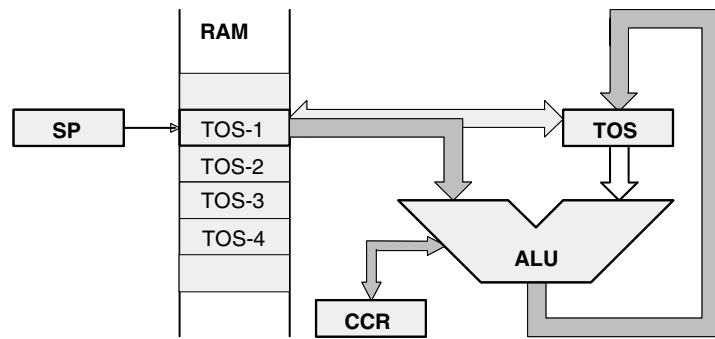 RAM
SP
TOS-1
TOS
TOS-2
TOS-3
TOS-4
ALU
CCR